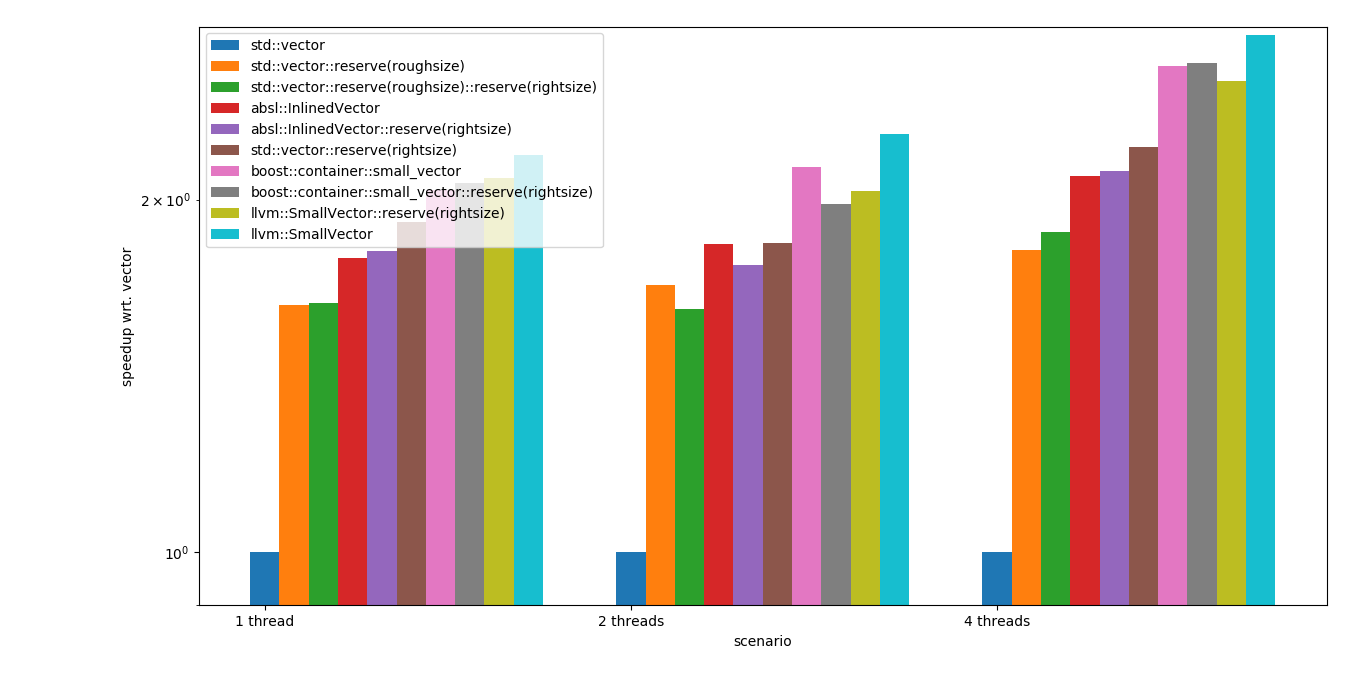 std::vector
std::vector::reserve(roughsize)
std::vector::reserve(roughsize)::reserve(rightsize)
absl::InlinedVector
absl::InlinedVector::reserve(rightsize)
std::vector::reserve(rightsize)
boost::container::small_vector
boost::container::small_vector::reserve(rightsize)
llvm::SmallVector::reserve(rightsize)
llvm::SmallVector
2 × 10⁰
10⁰
speedup wrt. vector
1 thread
2 threads
4 threads
scenario